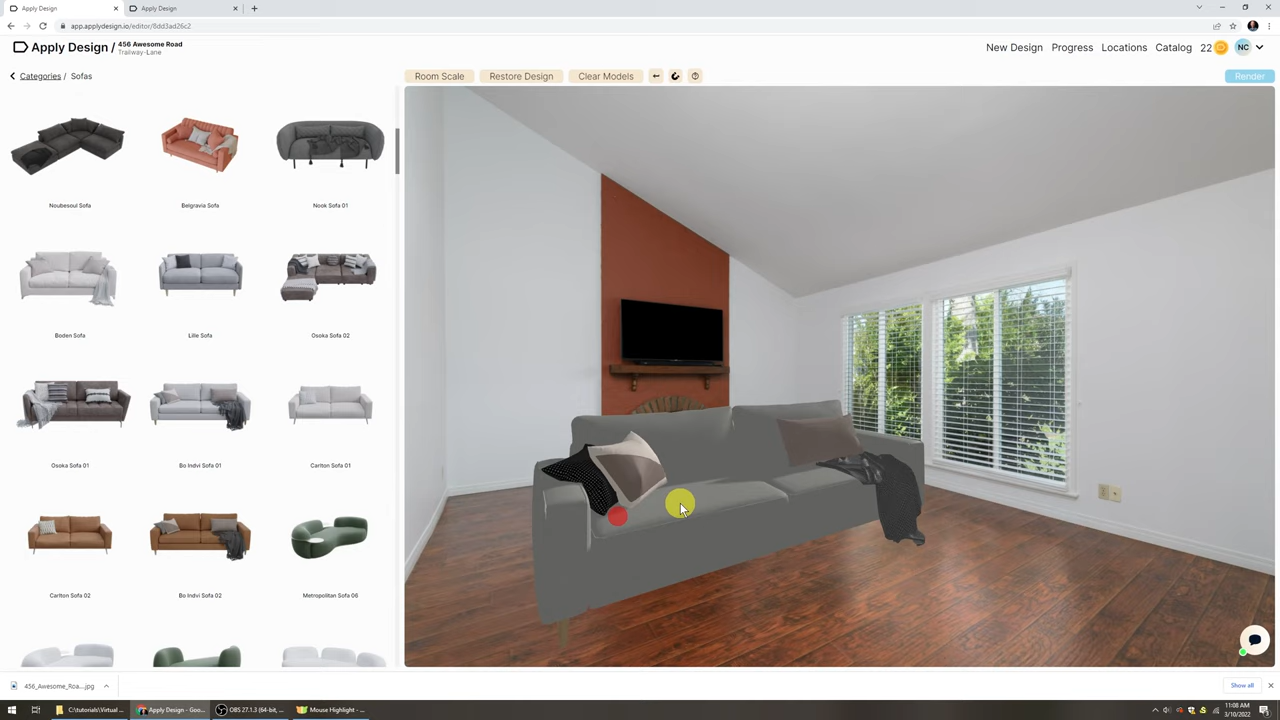 Apply Design
Apply Design
app.applydesign.io/editor/8dd3ad26c2
Apply Design /
456 Awesome Road
Trailway-Lane
New Design
Progress
Locations
Catalog
22
NC
Categories / Sofas
Room Scale
Restore Design
Clear Models
Render
Noubesoul Sofa
Belgravia Sofa
Nook Sofa 01
Boden Sofa
Lille Sofa
Osoka Sofa 02
Osoka Sofa 01
Bo Indvi Sofa 01
Carlton Sofa 01
Carlton Sofa 02
Bo Indvi Sofa 02
Metropolitan Sofa 06
456_Awesome_Roa....jpg
Show all
C:\tutorials\Virtual ...
Apply Design - Goo...
OBS 27.1.3 (64-bit, ...
Mouse Highlight - ...
11:08 AM
3/10/2022